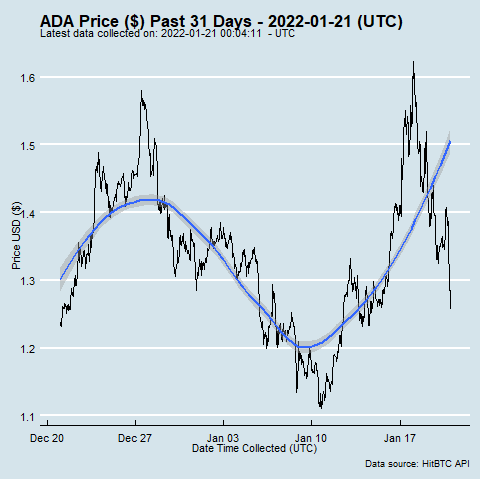 ADA Price ($) Past 31 Days - 2022-01-21 (UTC)
Latest data collected on: 2022-01-21 00:04:11 - UTC
1.6
1.5
1.4
1.3
1.2
1.1
Price USD ($)
Dec 20 Dec 27 Jan 03 Jan 10 Jan 17
Date Time Collected (UTC)
Data source: HitBTC API